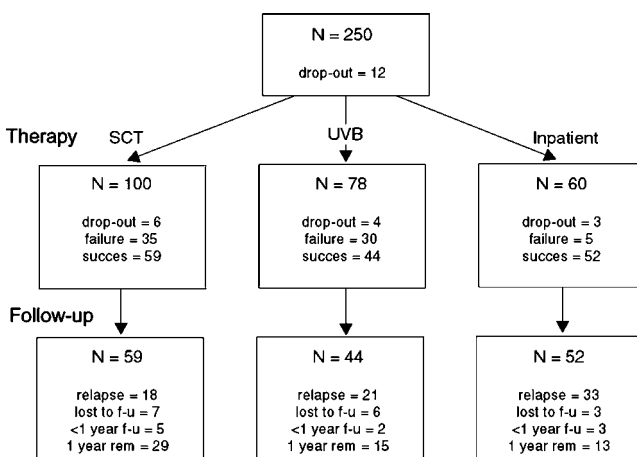 N = 250
drop-out = 12
Therapy
SCT
UVB
Inpatient
N = 100
drop-out = 6
failure = 35
succes = 59
N = 78
drop-out = 4
failure = 30
succes = 44
N = 60
drop-out = 3
failure = 5
succes = 52
Follow-up
N = 59
relapse = 18
lost to f-u = 7
<1 year f-u = 5
1 year rem = 29
N = 44
relapse = 21
lost to f-u = 6
<1 year f-u = 2
1 year rem = 15
N = 52
relapse = 33
lost to f-u = 3
<1 year f-u = 3
1 year rem = 13